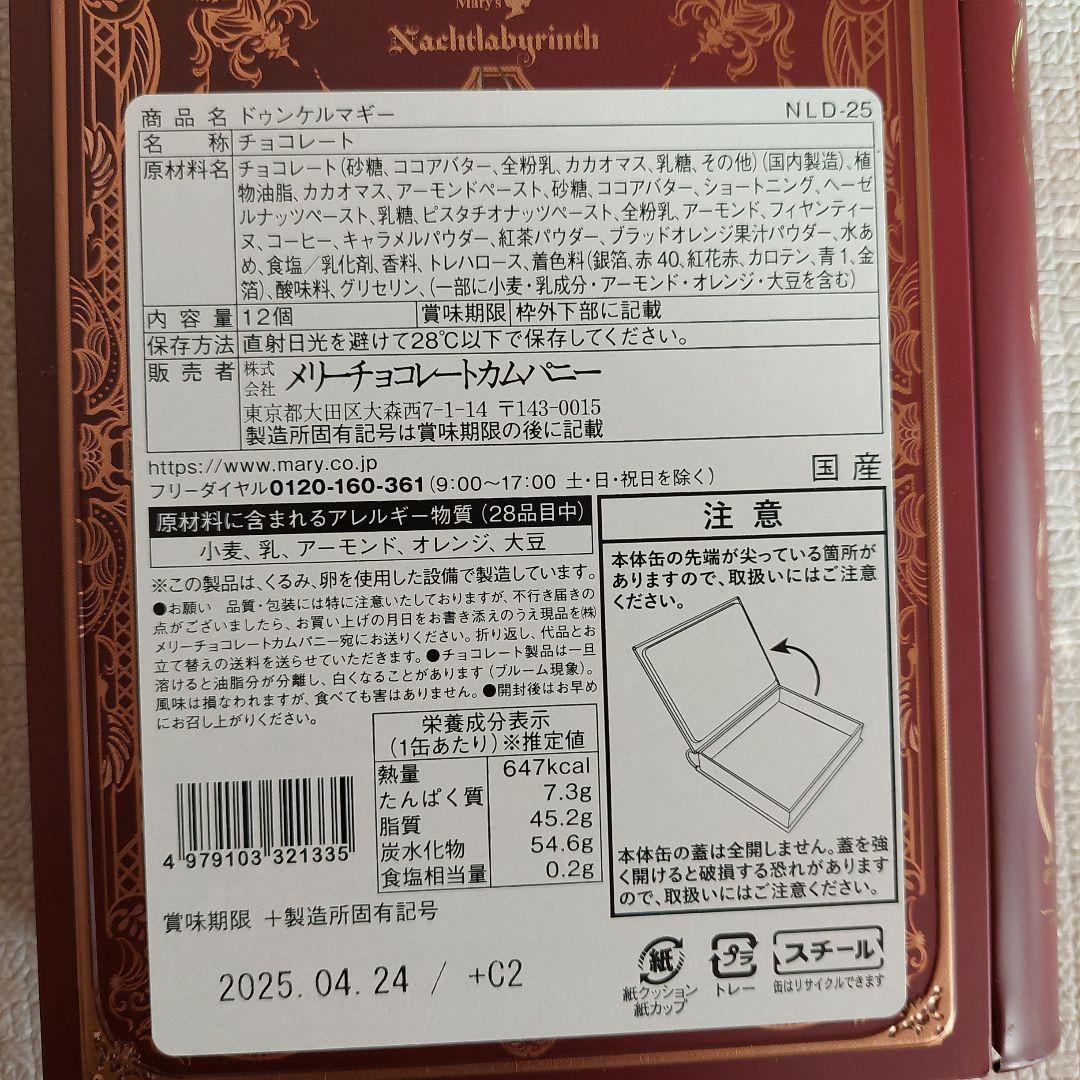 Mary's
Nachtlabyrinth
商品名 ドゥンケルマギー NLD-25
名称 チョコレート
原材料名 チョコレート(砂糖、ココアバター、全粉乳、カカオマス、乳糖、その他)(国内製造)、植
物油脂、カカオマス、アーモンドペースト、砂糖、ココアバター、ショートニング、ヘーゼ
ルナッツペースト、乳糖、ピスタチオナッツペースト、全粉乳、アーモンド、フィヤンティー
ヌ、コーヒー、キャラメルパウダー、紅茶パウダー、ブラッドオレンジ果汁パウダー、水あ
め、食塩/乳化剤、香料、トレハロース、着色料(銀箔、赤40、紅花赤、カロテン、青1、金
箔)、酸味料、グリセリン、(一部に小麦・乳成分・アーモンド・オレンジ・大豆を含む)
内容量 12個 賞味期限 枠外下部に記載
保存方法 直射日光を避けて28℃以下で保存してください。
販売者 株式会社 メリーチョコレートカムパニー
東京都大田区大森西7-1-14 〒143-0015
製造所固有記号は賞味期限の後に記載
https://www.mary.co.jp
フリーダイヤル0120-160-361(9:00〜17:00 土・日・祝日を除く)
国産
原材料に含まれるアレルギー物質(28品目中)
小麦、乳、アーモンド、オレンジ、大豆
※この製品は、くるみ、卵を使用した設備で製造しています。
●お願い 品質・包装には特に注意いたしておりますが、不行き届きの
点がございましたら、お買い上げの月日をお書き添えのうえ現品を㈱
メリーチョコレートカムパニー宛にお送りください。折り返し、代品とお
立て替えの送料を送らせていただきます。●チョコレート製品は一旦
溶けると油脂分が分離し、白くなることがあります(ブルーム現象)。
風味は損なわれますが、食べても害はありません。●開封後はお早め
にお召し上がりください。
注意
本体缶の先端が尖っている箇所が
ありますので、取扱いにはご注意
ください。
本体缶の蓋は全開しません。蓋を強
く開けると破損する恐れがあります
ので、取扱いにはご注意ください。
栄養成分表示
(1缶あたり)※推定値
熱量 647kcal
たんぱく質 7.3g
脂質 45.2g
炭水化物 54.6g
食塩相当量 0.2g
4 979103 321335
賞味期限 +製造所固有記号
2025.04.24 / +C2
紙
紙クッション
紙カップ
プラ
トレー
スチール
缶はリサイクルできます